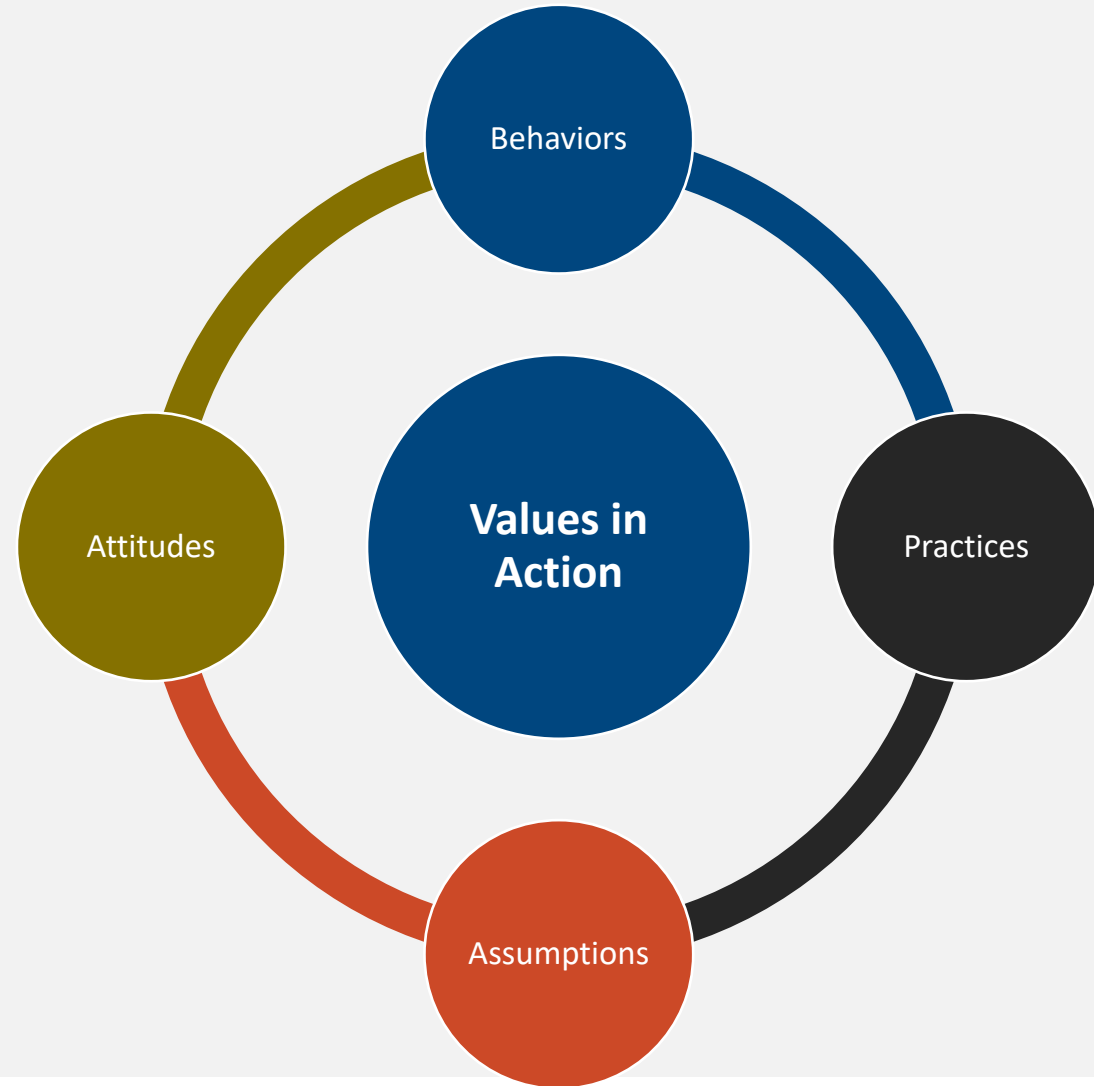 Behaviors
Attitudes
Values in
Action
Practices
Assumptions